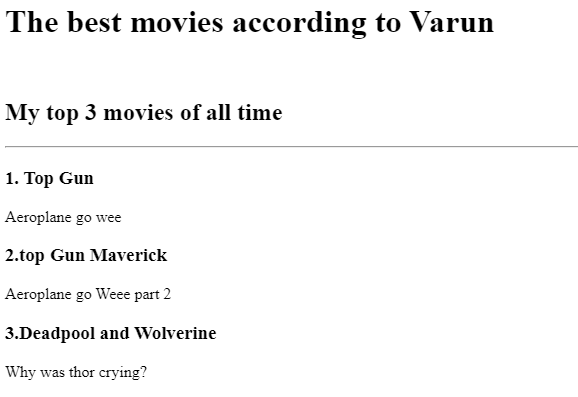 The best movies according to Varun
My top 3 movies of all time
1. Top Gun
Aeroplane go wee
2.top Gun Maverick
Aeroplane go Weee part 2
3.Deadpool and Wolverine
Why was thor crying?